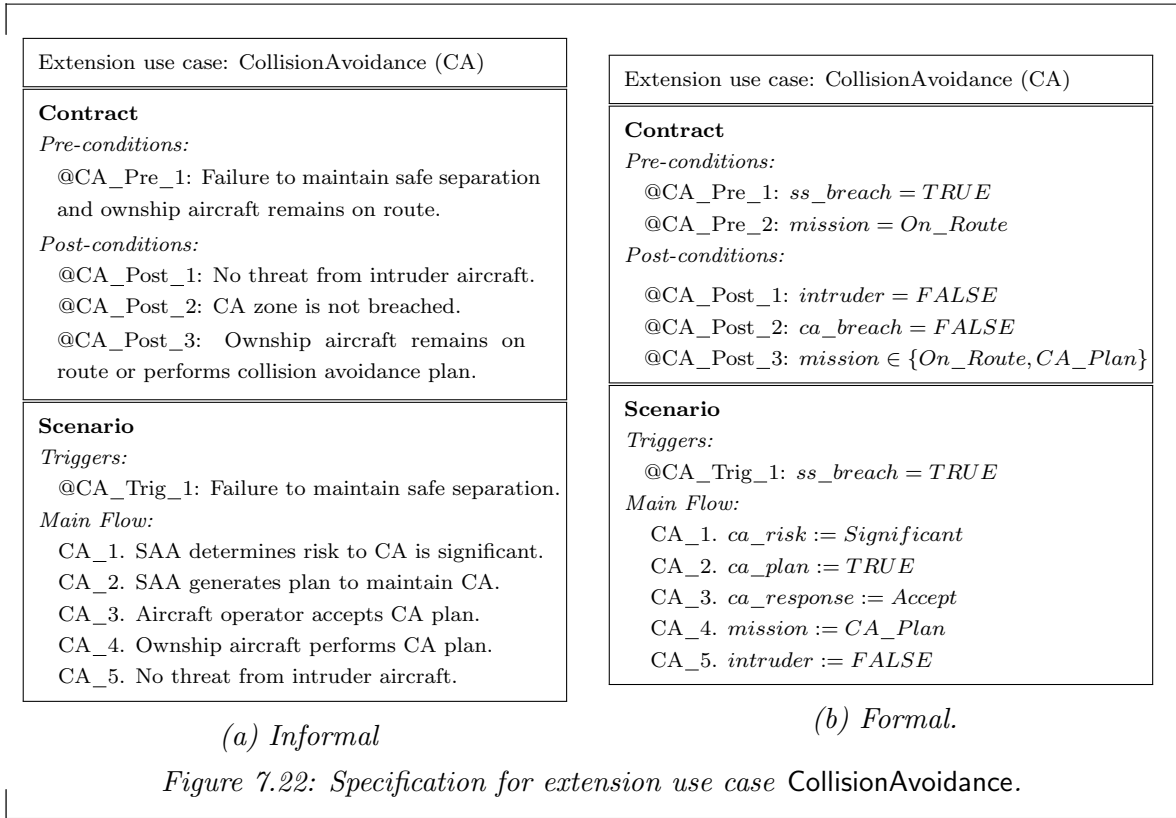 Extension use case: CollisionAvoidance (CA)
Contract
Pre-conditions:
@CA_Pre_1: Failure to maintain safe separation
and ownship aircraft remains on route.
Post-conditions:
@CA_Post_1: No threat from intruder aircraft.
@CA_Post_2: CA zone is not breached.
@CA_Post_3: Ownship aircraft remains on
route or performs collision avoidance plan.
Scenario
Triggers:
@CA_Trig_1: Failure to maintain safe separation.
Main Flow:
CA_1. SAA determines risk to CA is significant.
CA_2. SAA generates plan to maintain CA.
CA_3. Aircraft operator accepts CA plan.
CA_4. Ownship aircraft performs CA plan.
CA_5. No threat from intruder aircraft.
(a) Informal
Extension use case: CollisionAvoidance (CA)
Contract
Pre-conditions:
@CA_Pre_1: ss_breach = TRUE
@CA_Pre_2: mission = On_Route
Post-conditions:
@CA_Post_1: intruder = FALSE
@CA_Post_2: ca_breach = FALSE
@CA_Post_3: mission ∈ {On_Route, CA_Plan}
Scenario
Triggers:
@CA_Trig_1: ss_breach = TRUE
Main Flow:
CA_1. ca_risk := Significant
CA_2. ca_plan := TRUE
CA_3. ca_response := Accept
CA_4. mission := CA_Plan
CA_5. intruder := FALSE
(b) Formal.
Figure 7.22: Specification for extension use case CollisionAvoidance.